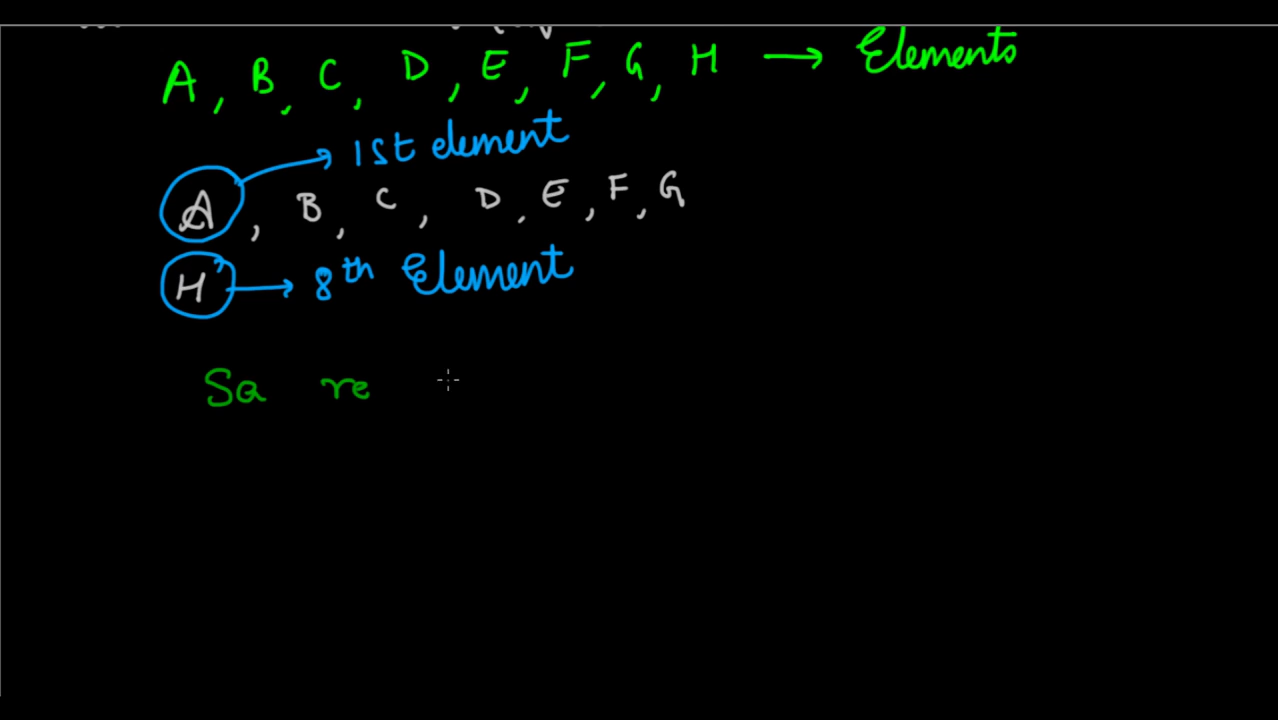 A, B, C, D, E, F, G, H → Elements
1st element
A, B, C, D, E, F, G
H → 8th Element
Sa re